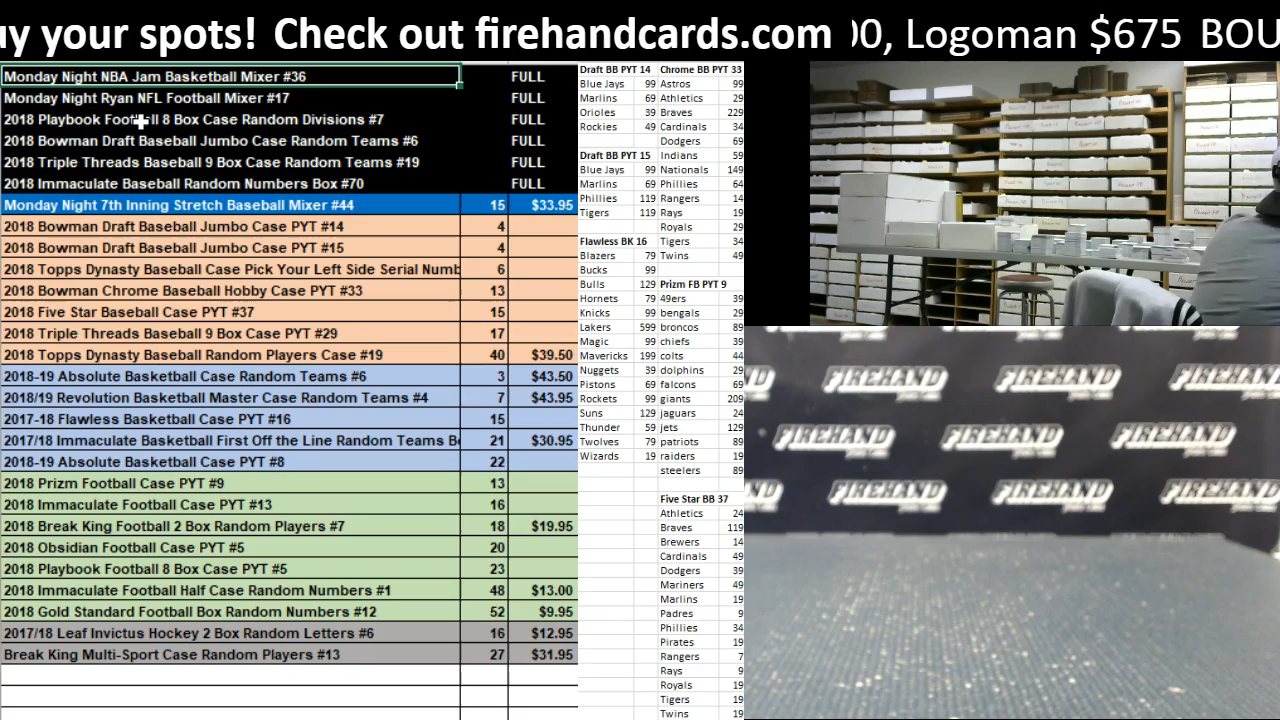 uy your spots! Check out firehandcards.com
00, Logoman $675 BOU
Monday Night NBA Jam Basketball Mixer #36 FULL
Monday Night Ryan NFL Football Mixer #17 FULL
2018 Playbook Football 8 Box Case Random Divisions #7 FULL
2018 Bowman Draft Baseball Jumbo Case Random Teams #6 FULL
2018 Triple Threads Baseball 9 Box Case Random Teams #19 FULL
2018 Immaculate Baseball Random Numbers Box #70 FULL
Monday Night 7th Inning Stretch Baseball Mixer #44 15 $33.95
2018 Bowman Draft Baseball Jumbo Case PYT #14 4
2018 Bowman Draft Baseball Jumbo Case PYT #15 4
2018 Topps Dynasty Baseball Case Pick Your Left Side Serial Numb 6
2018 Bowman Chrome Baseball Hobby Case PYT #33 13
2018 Five Star Baseball Case PYT #37 15
2018 Triple Threads Baseball 9 Box Case PYT #29 17
2018 Topps Dynasty Baseball Random Players Case #19 40 $39.50
2018-19 Absolute Basketball Case Random Teams #6 3 $43.50
2018/19 Revolution Basketball Master Case Random Teams #4 7 $43.95
2017-18 Flawless Basketball Case PYT #16 15
2017/18 Immaculate Basketball First Off the Line Random Teams Bo 21 $30.95
2018-19 Absolute Basketball Case PYT #8 22
2018 Prizm Football Case PYT #9 13
2018 Immaculate Football Case PYT #13 16
2018 Break King Football 2 Box Random Players #7 18 $19.95
2018 Obsidian Football Case PYT #5 20
2018 Playbook Football 8 Box Case PYT #5 23
2018 Immaculate Football Half Case Random Numbers #1 48 $13.00
2018 Gold Standard Football Box Random Numbers #12 52 $9.95
2017/18 Leaf Invictus Hockey 2 Box Random Letters #6 16 $12.95
Break King Multi-Sport Case Random Players #13 27 $31.95
Draft BB PYT 14
Blue Jays 99
Marlins 69
Orioles 39
Rockies 49
Draft BB PYT 15
Blue Jays 99
Marlins 69
Phillies 119
Tigers 119
Flawless BK 16
Blazers 79
Bucks 99
Bulls 129
Hornets 79
Knicks 99
Lakers 599
Magic 99
Mavericks 199
Nuggets 39
Pistons 69
Rockets 99
Suns 129
Thunder 59
Twolves 79
Wizards 19
Chrome BB PYT 33
Astros 99
Athletics 29
Braves 229
Cardinals 34
Dodgers 69
Indians 59
Nationals 149
Phillies 64
Rangers 14
Rays 19
Royals 29
Tigers 34
Twins 49
Prizm FB PYT 9
49ers 39
bengals 29
broncos 89
chiefs 39
colts 44
dolphins 29
falcons 69
giants 209
jaguars 24
jets 129
patriots 89
raiders 19
steelers 89
Five Star BB 37
Athletics 24
Braves 119
Brewers 14
Cardinals 49
Dodgers 39
Mariners 49
Marlins 19
Padres 9
Phillies 34
Pirates 19
Rangers 7
Rays 9
Royals 19
Tigers 19
Twins 19
ND FIREHAND FIREHAND FIREHAND
FIREHAND FIREHAND FIREHAND
HAND FIREHAND FIREHAND FIREHAND